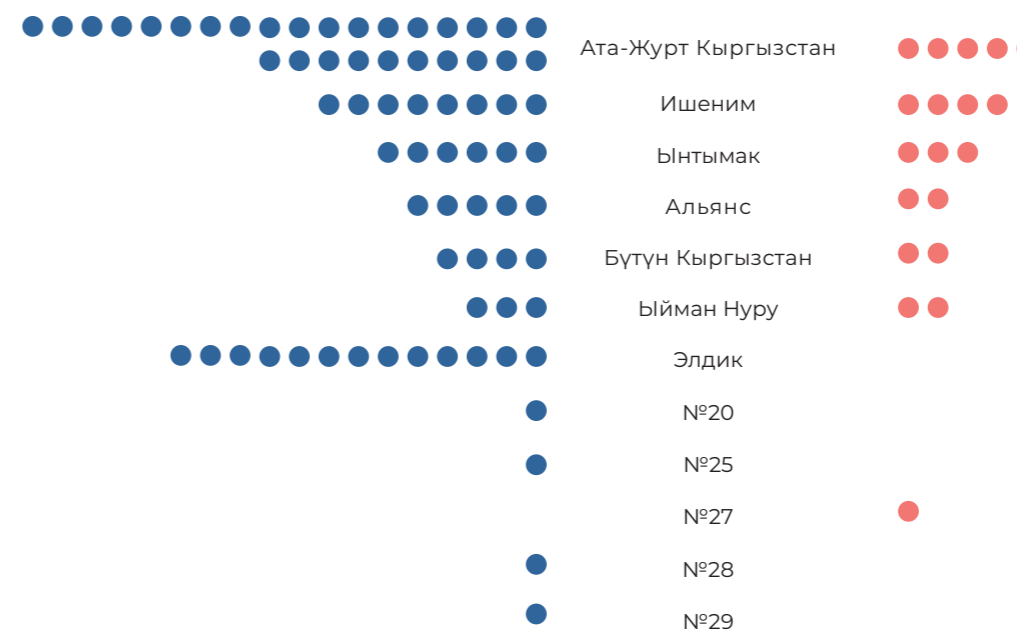 Ата-Журт Кыргызстан
Ишеним
Ынтымак
Альянс
Бүтүн Кыргызстан
Ыйман Нуру
Элдик
№20
№25
№27
№28
№29